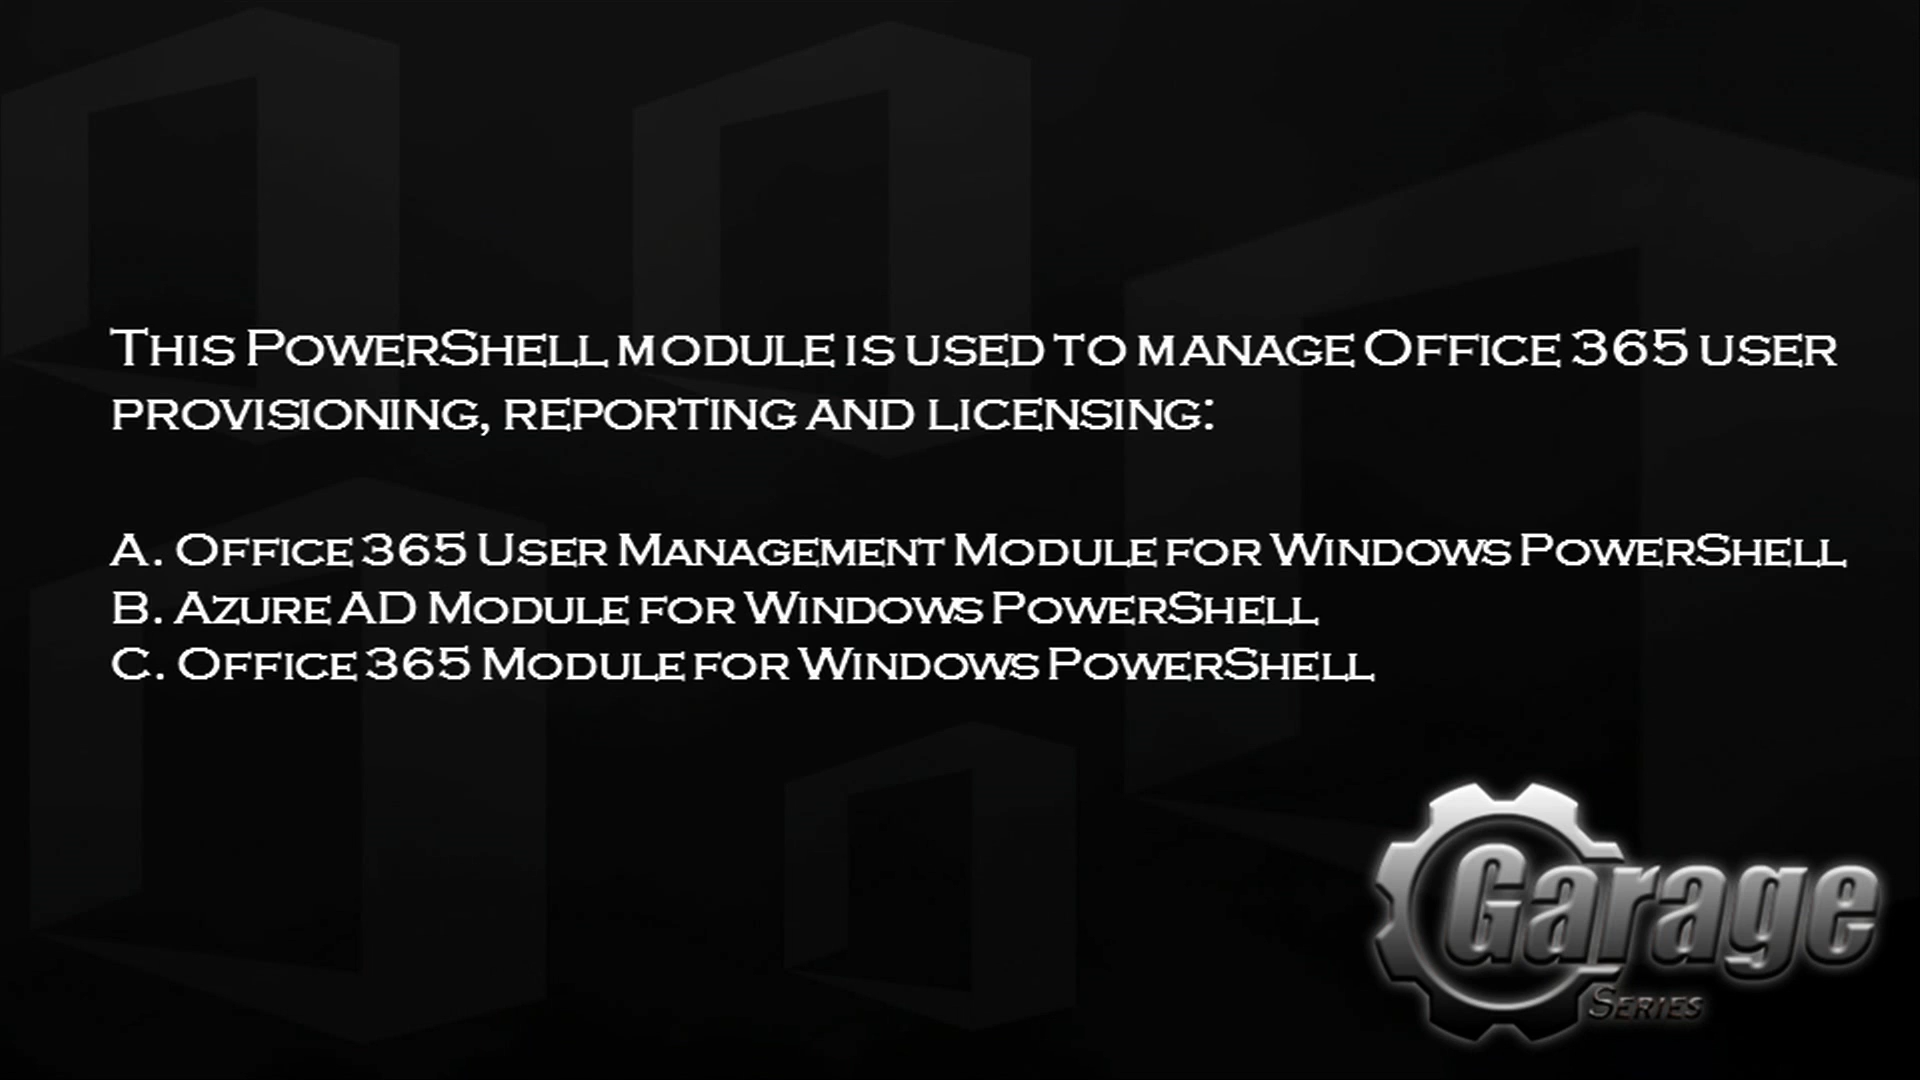 This PowerShell module is used to manage Office 365 user
provisioning, reporting and licensing:
A. Office 365 User Management Module for Windows PowerShell
B. Azure AD Module for Windows PowerShell
C. Office 365 Module for Windows PowerShell
Garage
Series